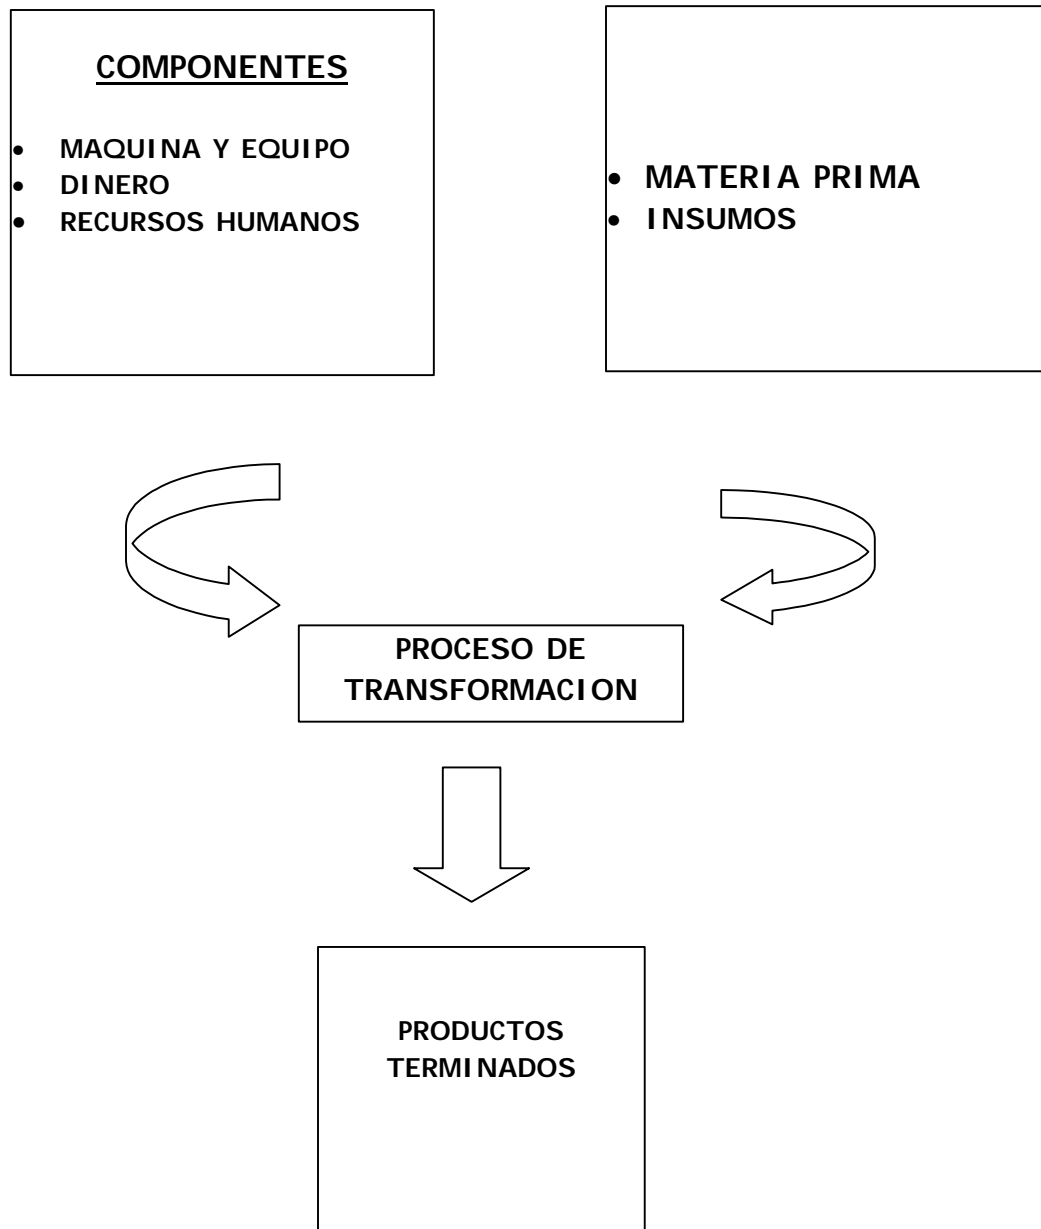 COMPONENTES
• MAQUINA Y EQUIPO
• DINERO
• RECURSOS HUMANOS
• MATERIA PRIMA
• INSUMOS
PROCESO DE
TRANSFORMACION
PRODUCTOS
TERMINADOS